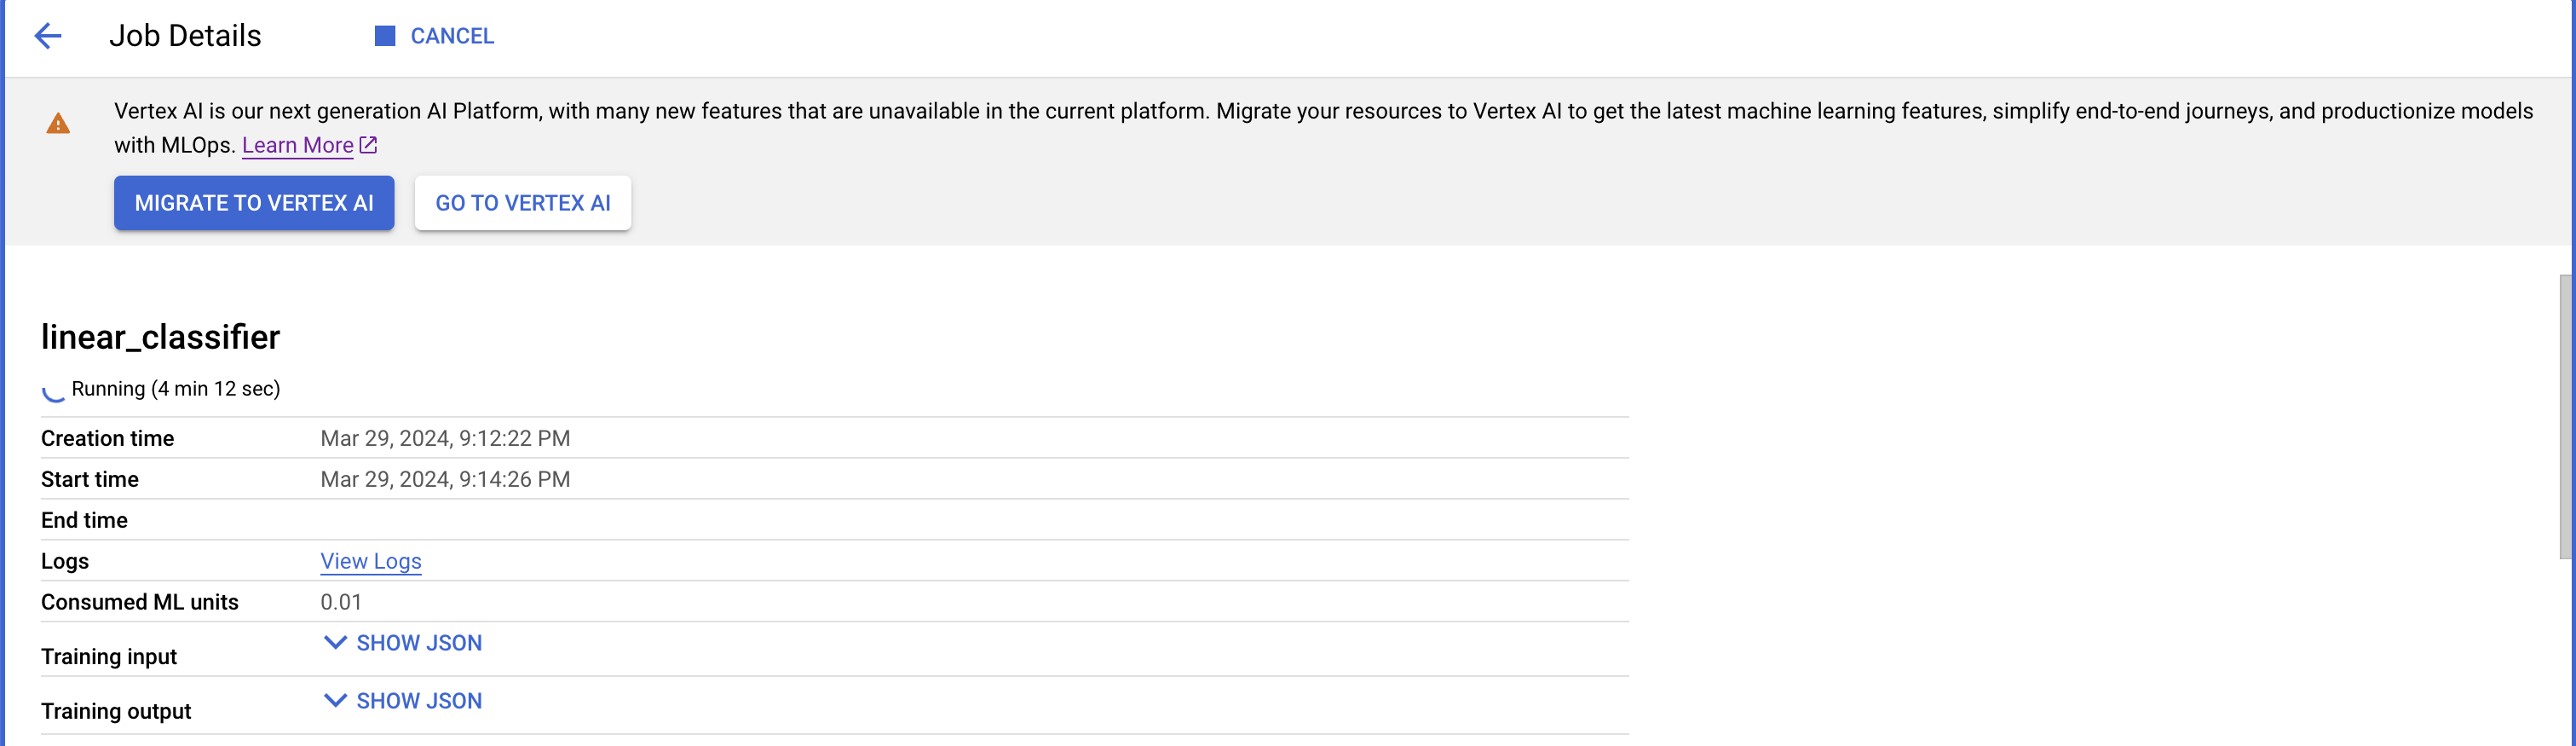 Job Details CANCEL
Vertex AI is our next generation AI Platform, with many new features that are unavailable in the current platform. Migrate your resources to Vertex AI to get the latest machine learning features, simplify end-to-end journeys, and productionize models
with MLOps. Learn More
MIGRATE TO VERTEX AI GO TO VERTEX AI
linear_classifier
Running (4 min 12 sec)
Creation time Mar 29, 2024, 9:12:22 PM
Start time Mar 29, 2024, 9:14:26 PM
End time
Logs View Logs
Consumed ML units 0.01
Training input SHOW JSON
Training output SHOW JSON